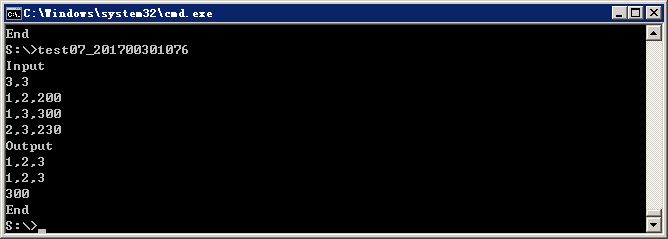 C:\Windows\system32\cmd.exe
End
S:\>test07_201700301076
Input
3,3
1,2,200
1,3,300
2,3,230
Output
1,2,3
1,2,3
300
End
S:\>